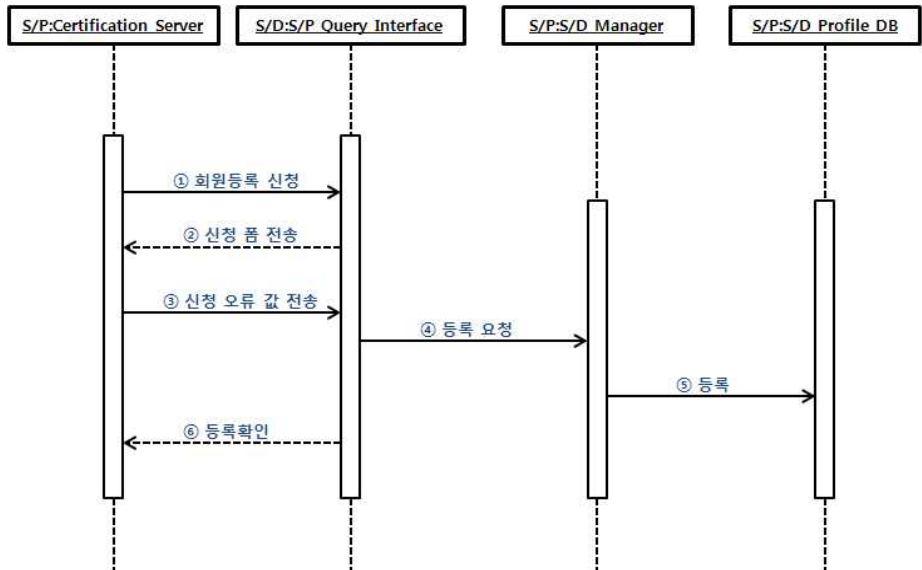 S/P:Certification Server
S/D:S/P Query Interface
S/P:S/D Manager
S/P:S/D Profile DB
① 회원등록 신청
② 신청 폼 전송
③ 신청 오류 값 전송
④ 등록 요청
⑤ 등록
⑥ 등록확인